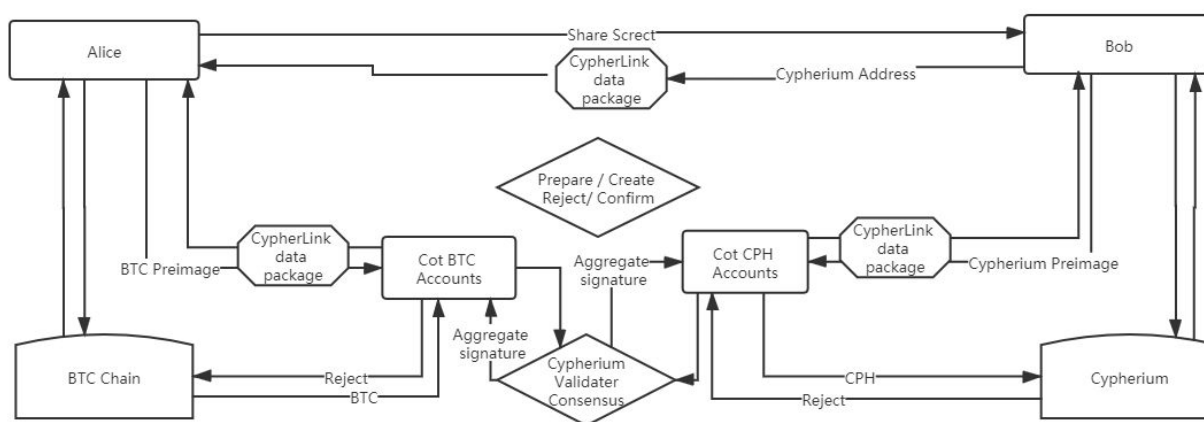 Share Screct
Alice
Bob
CypherLink
data
package
Cypherium Address
Prepare / Create
Reject/ Confirm
CypherLink
data
package
BTC Preimage
Cot BTC
Accounts
Aggregate
signature
Cot CPH
Accounts
CypherLink
data
package
Cypherium Preimage
Aggregate
signature
BTC Chain
Reject
BTC
Cypherium
Validater
Consensus
CPH
Reject
Cypherium